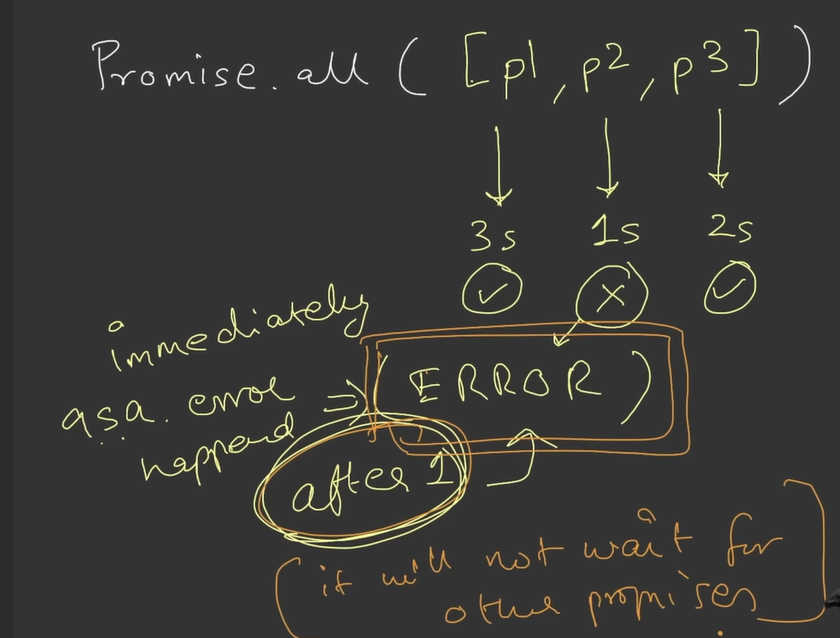 Promise.all ( [p1, p2, p3] )
3s 1s 2s
immediately
a.s.a. error => ( ERROR )
happend
after 1
(it will not wait for
other promises